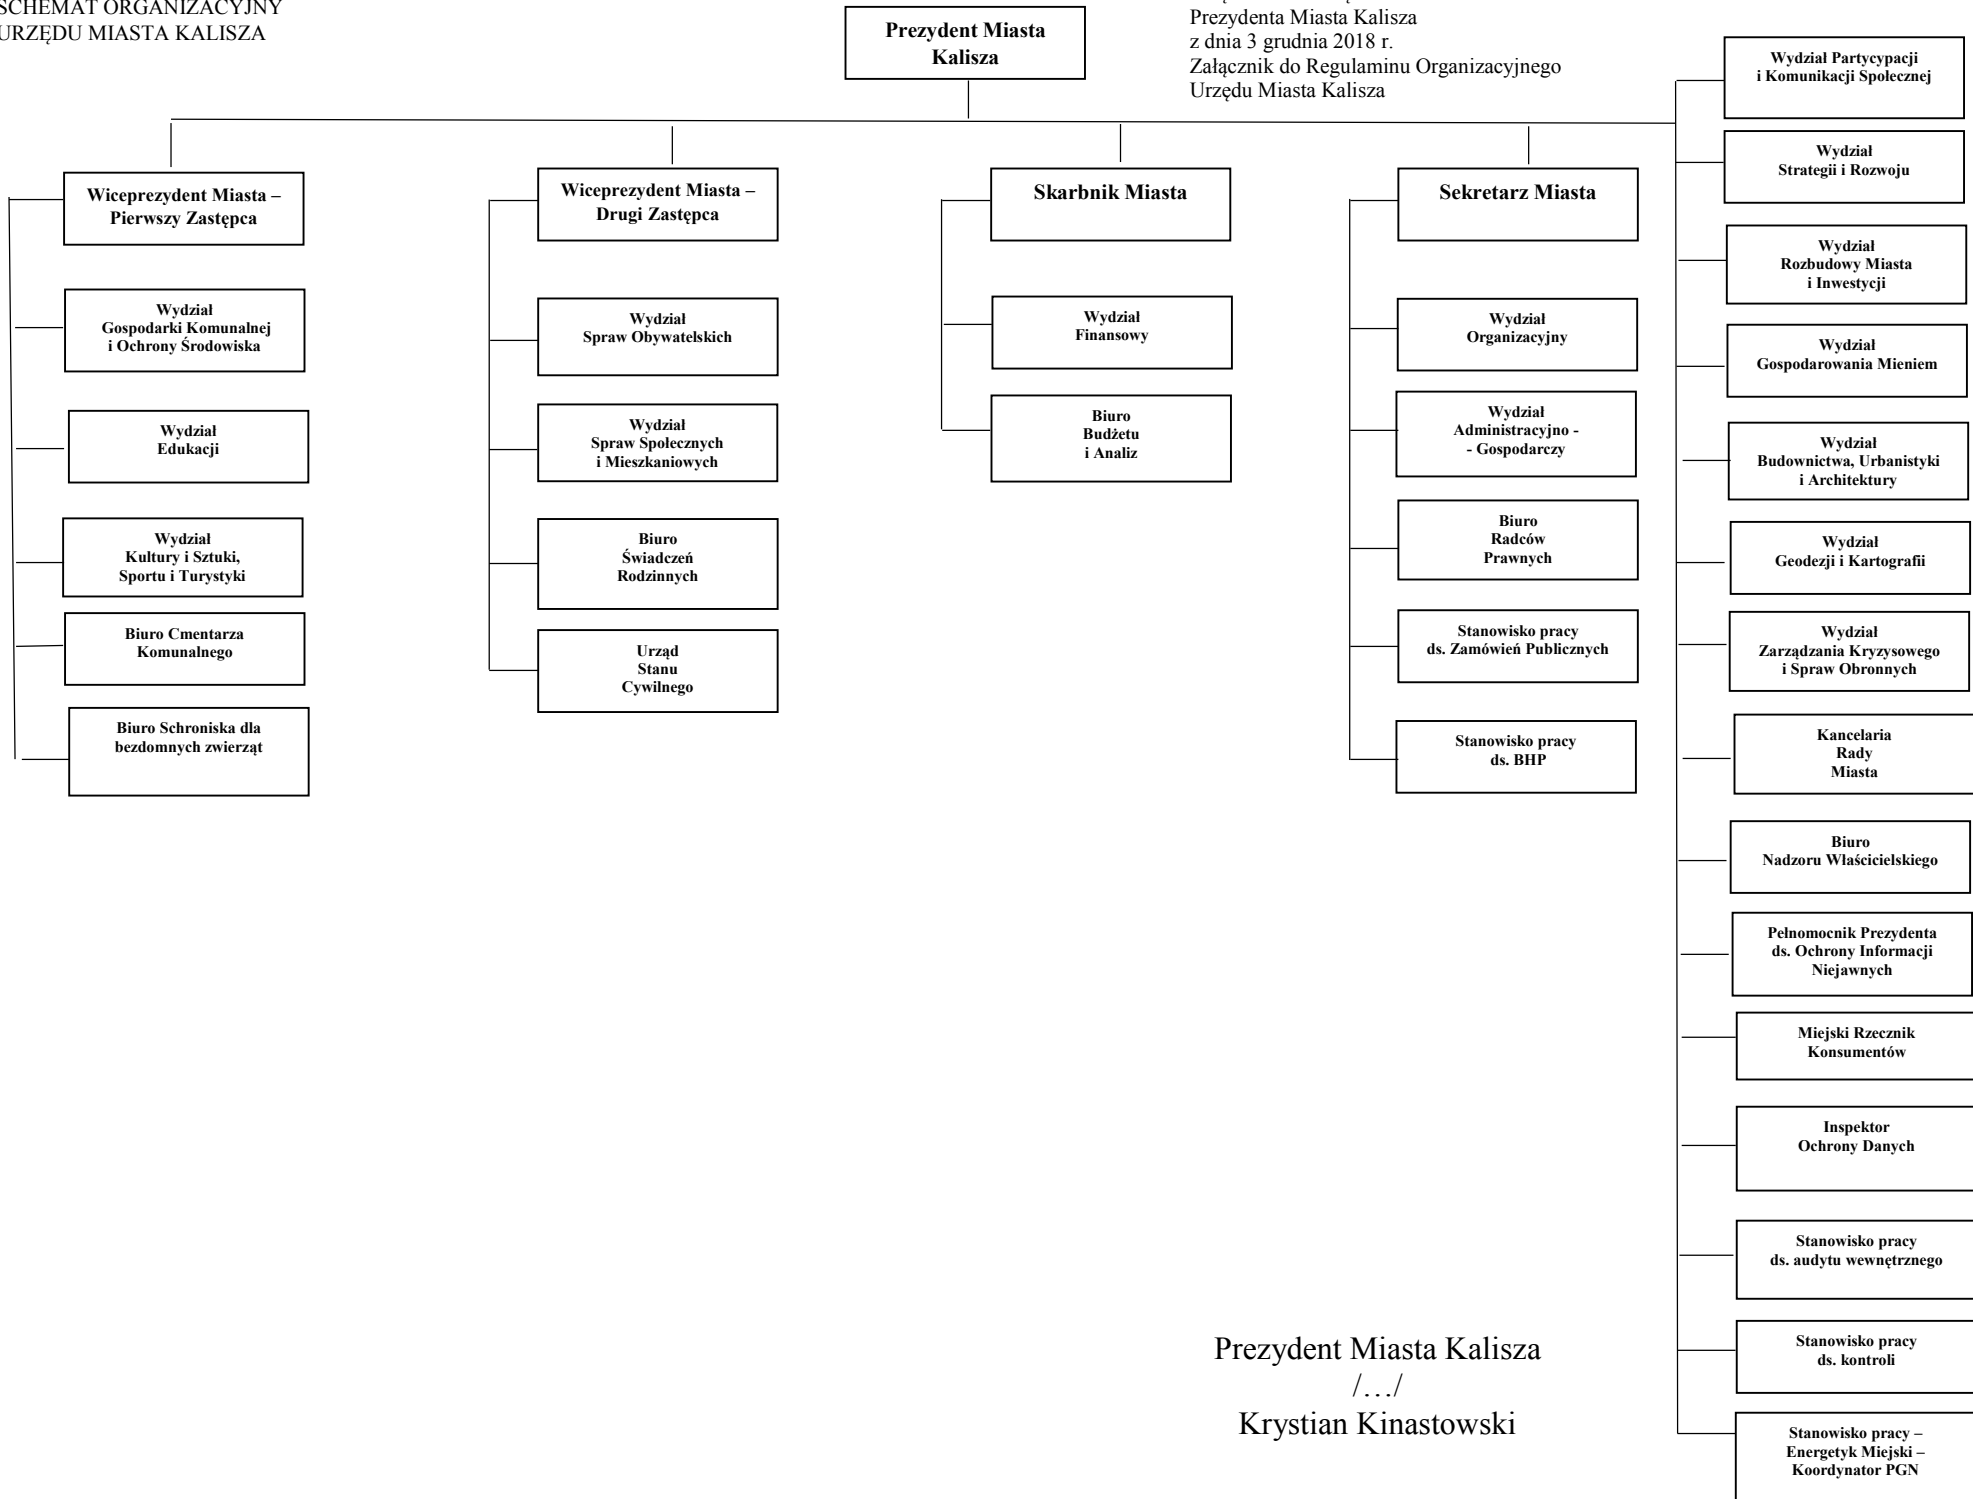 SCHEMAT ORGANIZACYJNY
URZĘDU MIASTA KALISZA
Prezydent Miasta
Kalisza
Prezydenta Miasta Kalisza
z dnia 3 grudnia 2018 r.
Załącznik do Regulaminu Organizacyjnego
Urzędu Miasta Kalisza
Wiceprezydent Miasta –
Pierwszy Zastępca
Wydział
Gospodarki Komunalnej
i Ochrony Środowiska
Wydział
Edukacji
Wydział
Kultury i Sztuki,
Sportu i Turystyki
Biuro Cmentarza
Komunalnego
Biuro Schroniska dla
bezdomnych zwierząt
Wiceprezydent Miasta –
Drugi Zastępca
Wydział
Spraw Obywatelskich
Wydział
Spraw Społecznych
i Mieszkaniowych
Biuro
Świadczeń
Rodzinnych
Urząd
Stanu
Cywilnego
Skarbnik Miasta
Wydział
Finansowy
Biuro
Budżetu
i Analiz
Sekretarz Miasta
Wydział
Organizacyjny
Wydział
Administracyjno -
- Gospodarczy
Biuro
Radców
Prawnych
Stanowisko pracy
ds. Zamówień Publicznych
Stanowisko pracy
ds. BHP
Wydział Partycypacji
i Komunikacji Społecznej
Wydział
Strategii i Rozwoju
Wydział
Rozbudowy Miasta
i Inwestycji
Wydział
Gospodarowania Mieniem
Wydział
Budownictwa, Urbanistyki
i Architektury
Wydział
Geodezji i Kartografii
Wydział
Zarządzania Kryzysowego
i Spraw Obronnych
Kancelaria
Rady
Miasta
Biuro
Nadzoru Właścicielskiego
Pełnomocnik Prezydenta
ds. Ochrony Informacji
Niejawnych
Miejski Rzecznik
Konsumentów
Inspektor
Ochrony Danych
Stanowisko pracy
ds. audytu wewnętrznego
Stanowisko pracy
ds. kontroli
Stanowisko pracy –
Energetyk Miejski –
Koordynator PGN
Prezydent Miasta Kalisza
/…/
Krystian Kinastowski